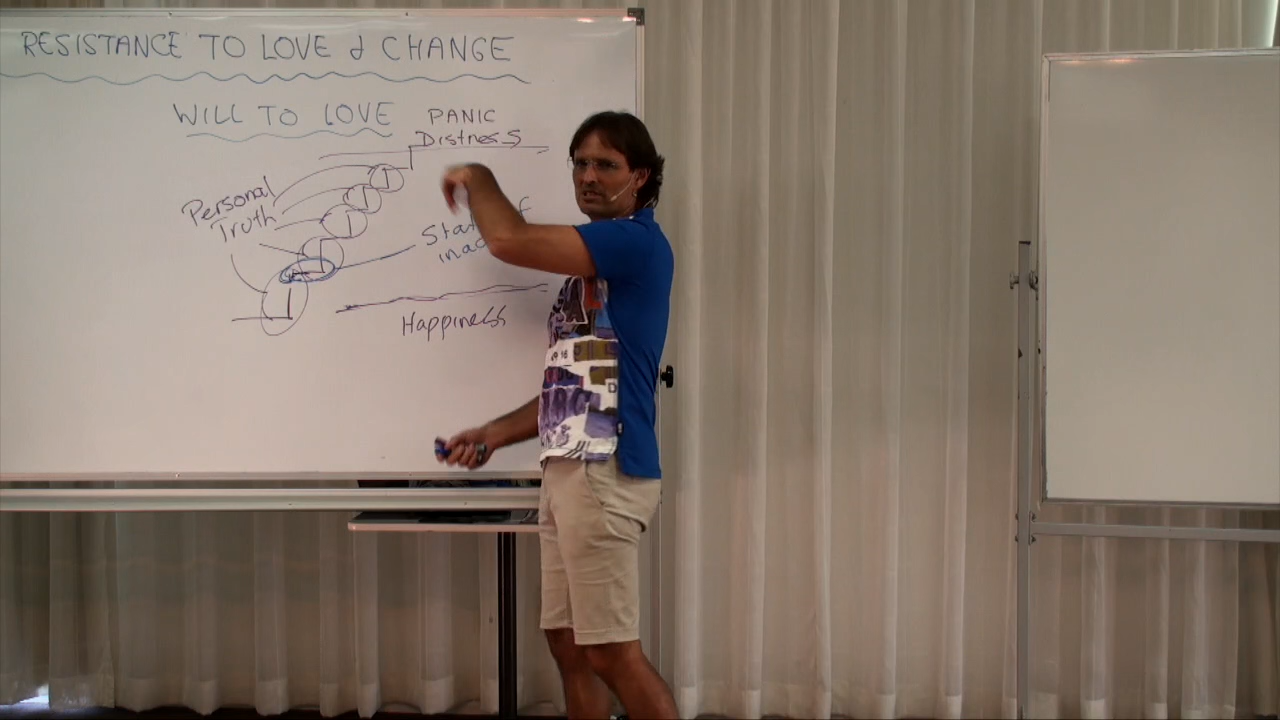 RESISTANCE TO LOVE & CHANGE
WILL TO LOVE
PANIC
Distress
Personal
Truth
Happiness